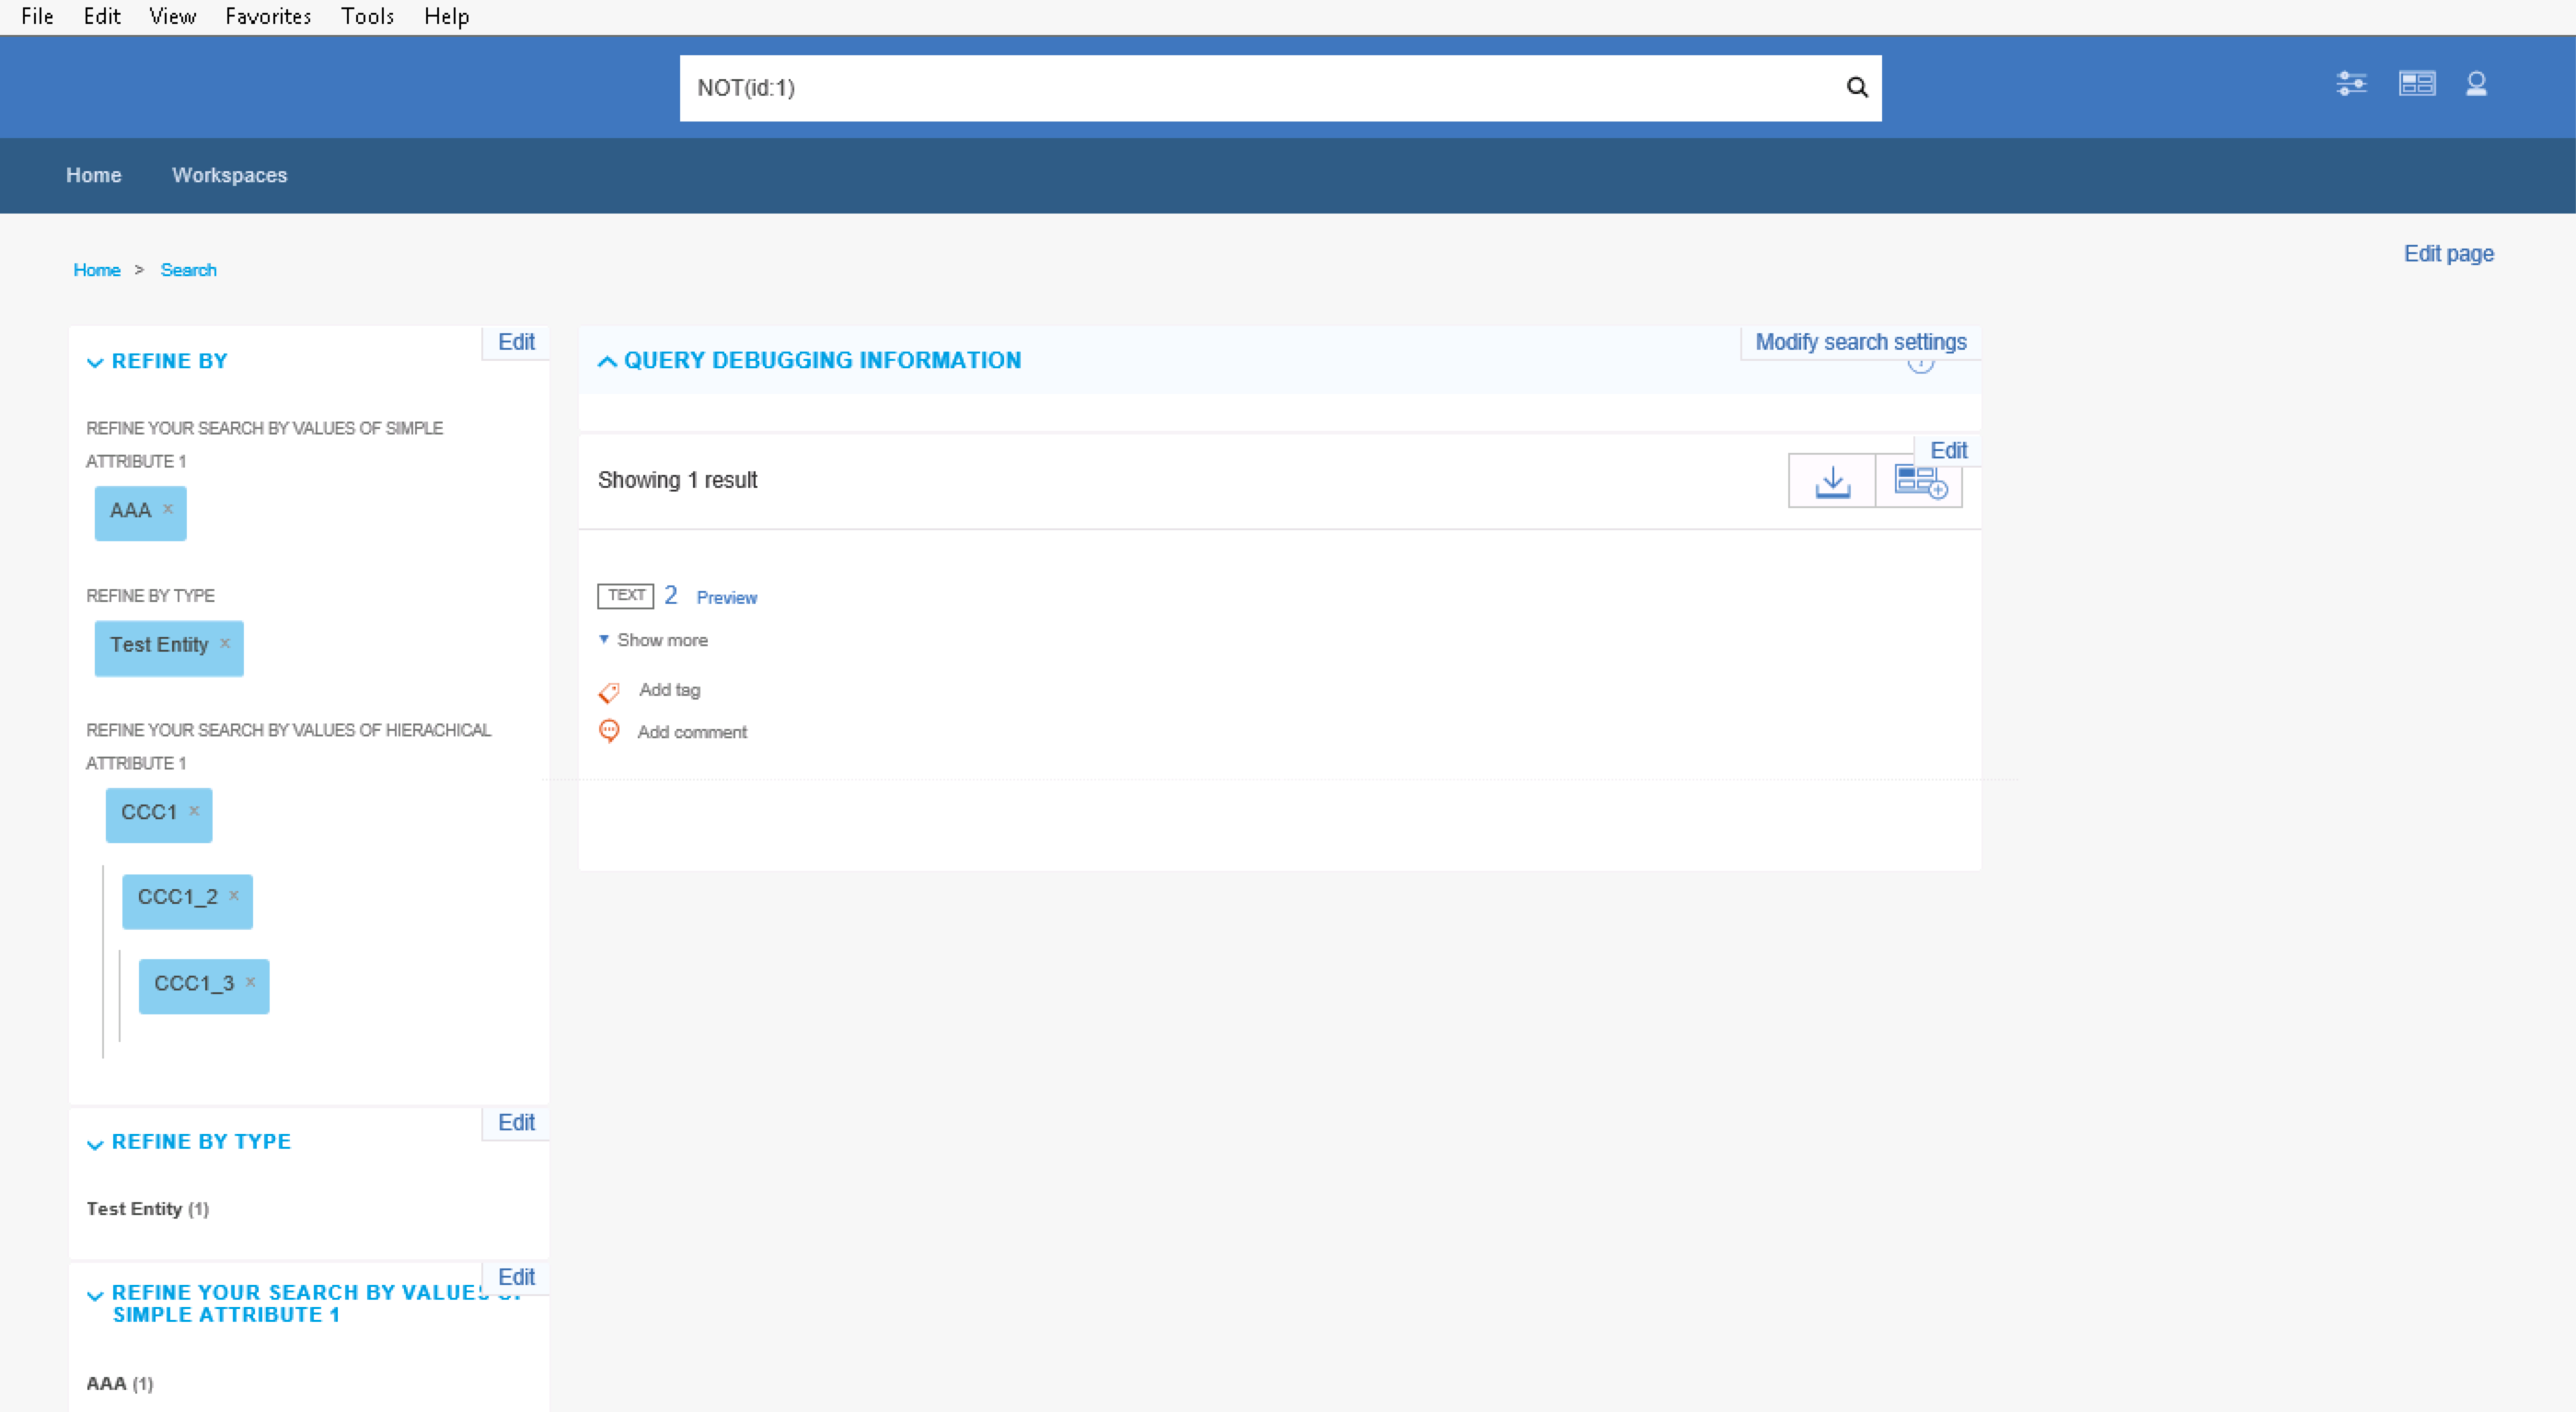 File Edit View Favorites Tools Help
NOT(id:1)
Home Workspaces
Home > Search
Edit page
REFINE BY
Edit
REFINE YOUR SEARCH BY VALUES OF SIMPLE
ATTRIBUTE 1
AAA ×
REFINE BY TYPE
Test Entity ×
REFINE YOUR SEARCH BY VALUES OF HIERACHICAL
ATTRIBUTE 1
CCC1 ×
CCC1_2 ×
CCC1_3 ×
REFINE BY TYPE
Edit
Test Entity (1)
REFINE YOUR SEARCH BY VALUES
Edit
SIMPLE ATTRIBUTE 1
AAA (1)
QUERY DEBUGGING INFORMATION
Modify search settings
Showing 1 result
Edit
TEXT 2 Preview
Show more
Add tag
Add comment